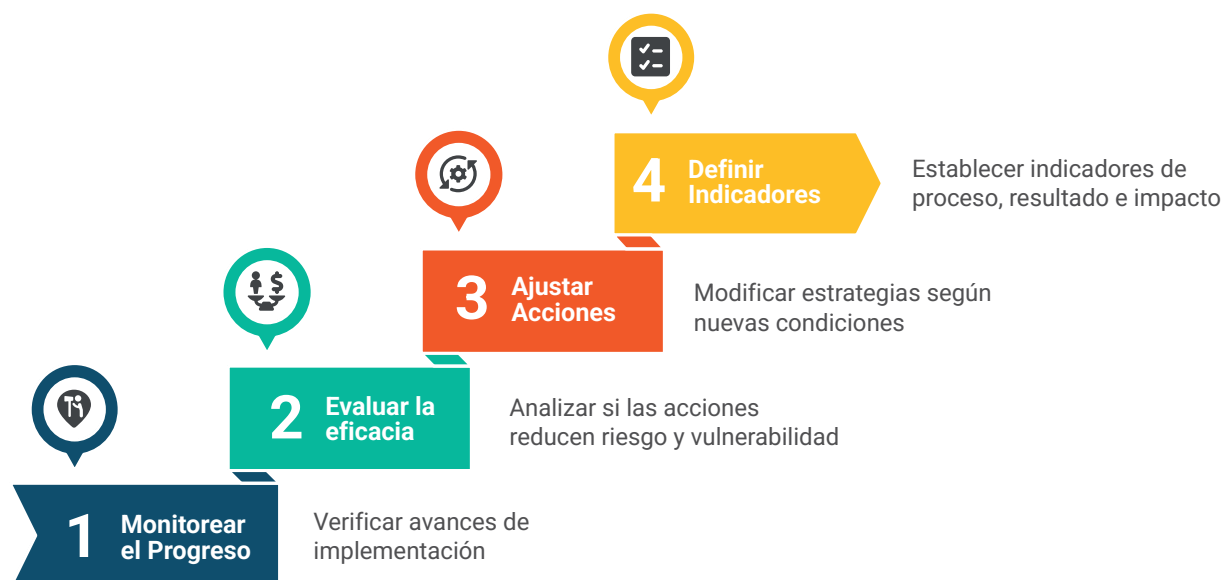 1
Monitorear
el Progreso
Verificar avances de
implementación
2
Evaluar la
eficacia
Analizar si las acciones
reducen riesgo y vulnerabilidad
3
Ajustar
Acciones
Modificar estrategias según
nuevas condiciones
4
Definir
Indicadores
Establecer indicadores de
proceso, resultado e impacto
$